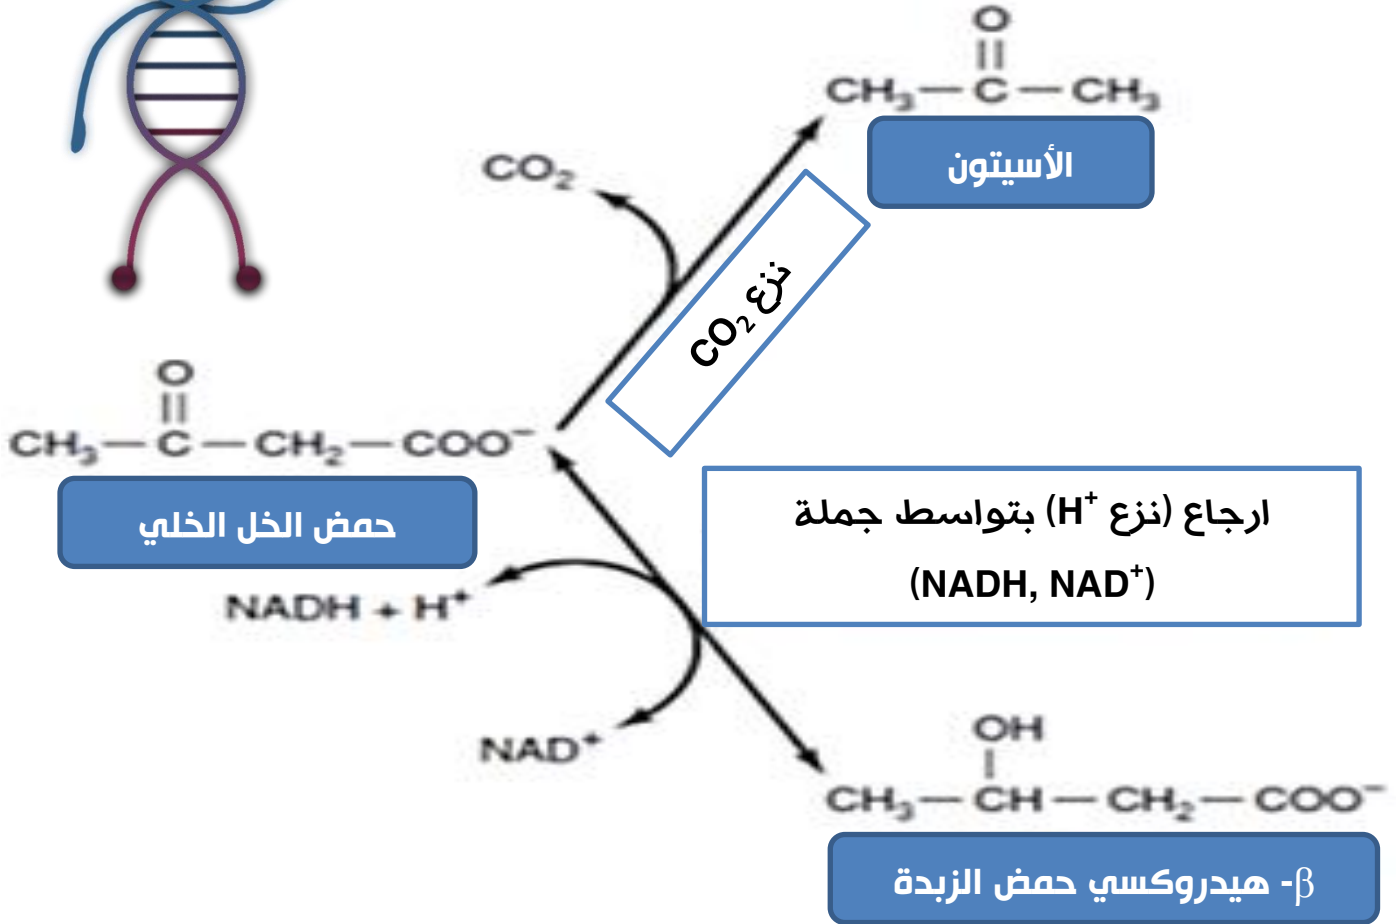 O
CH₃—C—CH₃
الأسيتون
CO₂
نزع CO₂
O
CH₃—C—CH₂—COO⁻
حمض الخل الخلي
ارجاع (نزع H⁺) بتواسط جملة
(NADH, NAD⁺)
NADH + H⁺
NAD⁺
OH
CH₃—CH—CH₂—COO⁻
β- هيدروكسي حمض الزبدة